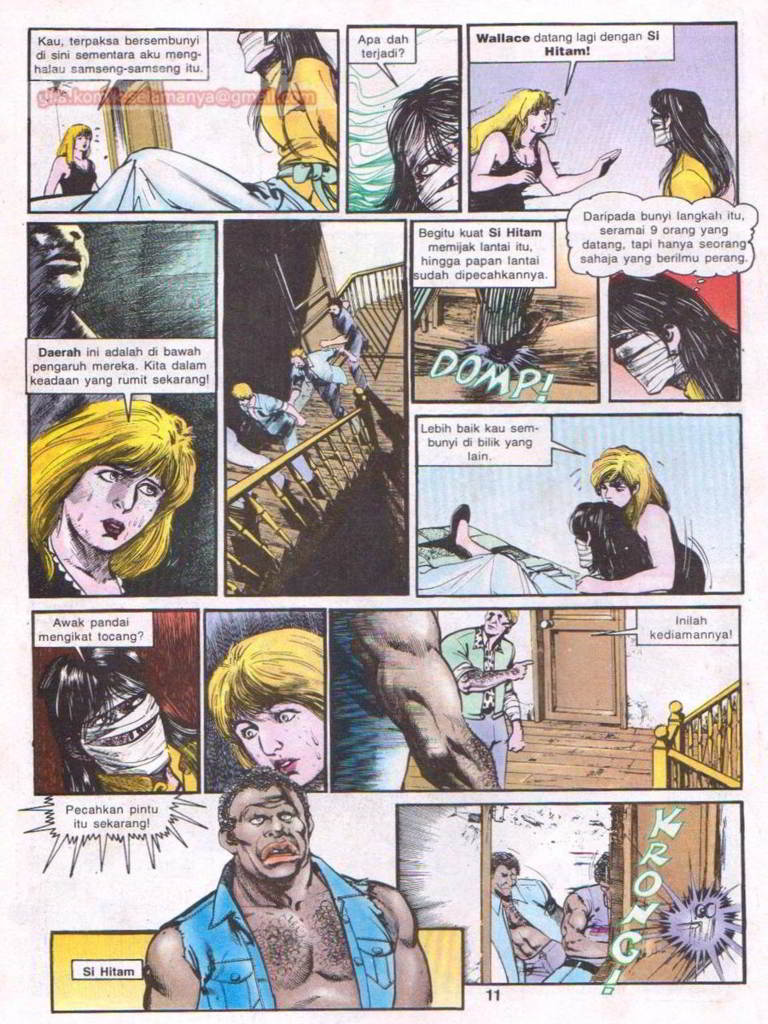 Kau, terpaksa bersembunyi
di sini sementara aku meng-
halau samseng-samseng itu.
gils.komikselamanya@gmail.com
Apa dah
terjadi?
Wallace datang lagi dengan Si
Hitam!
Daerah ini adalah di bawah
pengaruh mereka. Kita dalam
keadaan yang rumit sekarang!
Begitu kuat Si Hitam
memijak lantai itu,
hingga papan lantai
sudah dipecahkannya.
DOMP!
Daripada bunyi langkah itu,
seramai 9 orang yang
datang, tapi hanya seorang
sahaja yang berilmu perang.
Lebih baik kau sem-
bunyi di bilik yang
lain.
Awak pandai
mengikat tocang?
Inilah
kediamannya!
Pecahkan pintu
itu sekarang!
Si Hitam
KRONG!
11